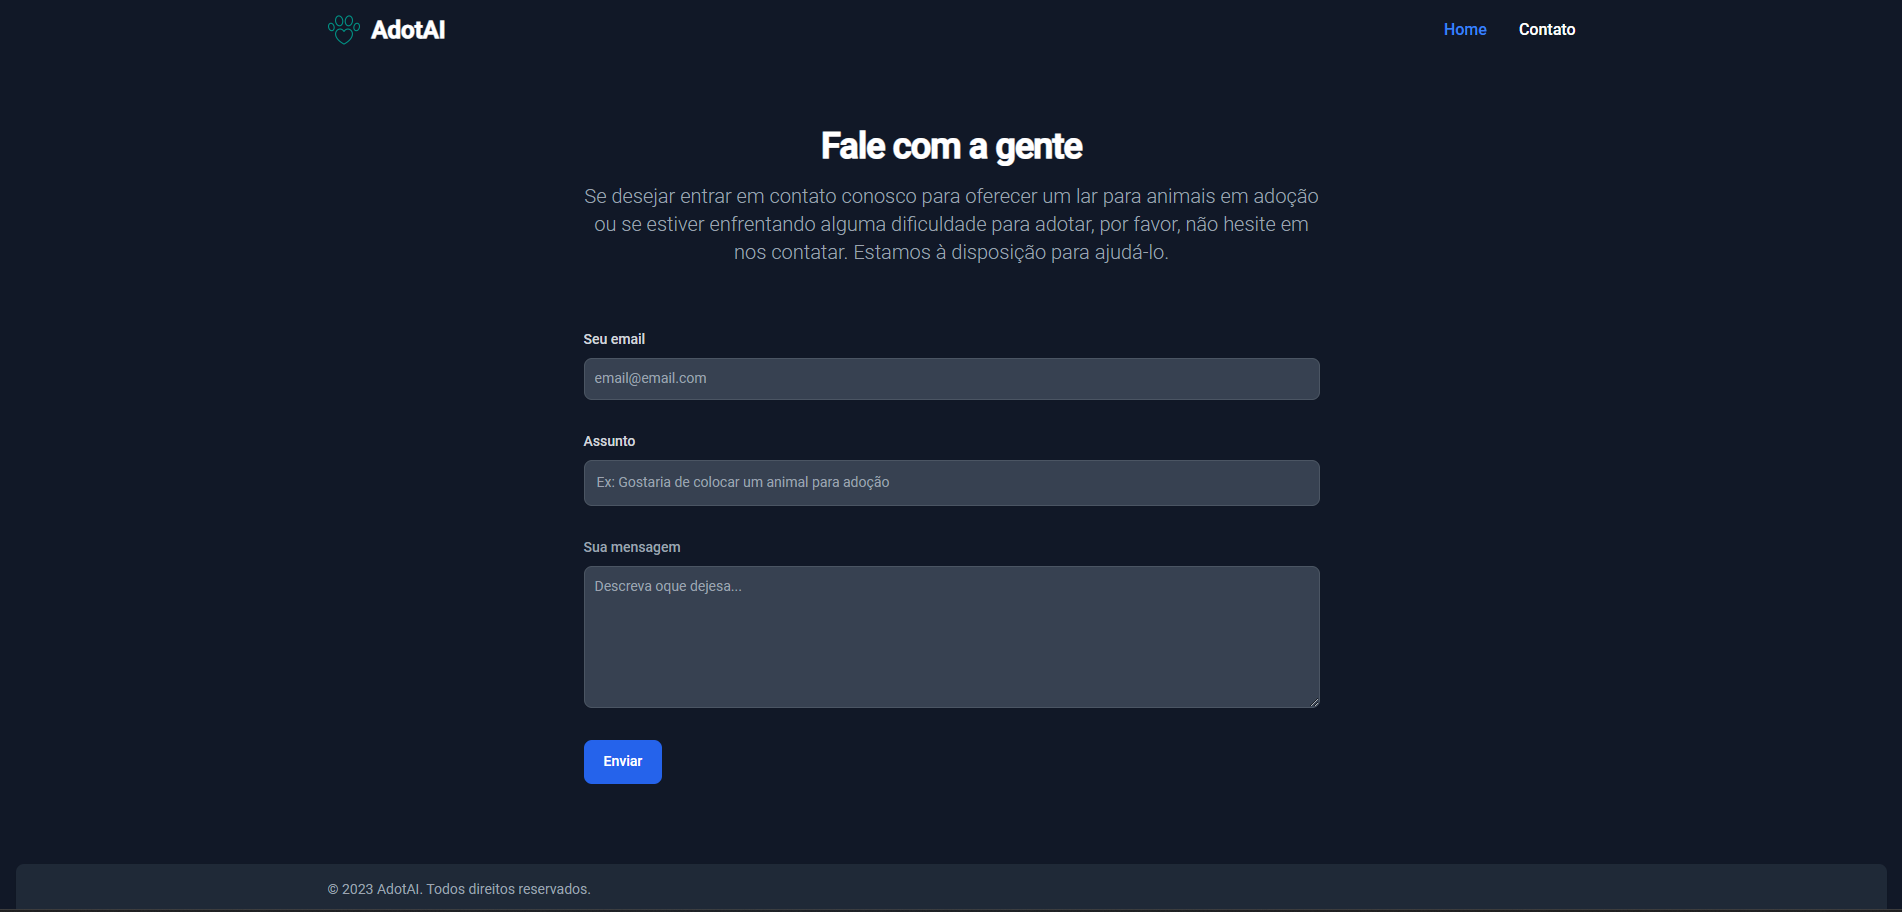 AdotAI
Home
Contato
Fale com a gente
Se desejar entrar em contato conosco para oferecer um lar para animais em adoção
ou se estiver enfrentando alguma dificuldade para adotar, por favor, não hesite em
nos contatar. Estamos à disposição para ajudá-lo.
Seu email
email@email.com
Assunto
Ex: Gostaria de colocar um animal para adoção
Sua mensagem
Descreva oque dejesa...
Enviar
© 2023 AdotAI. Todos direitos reservados.